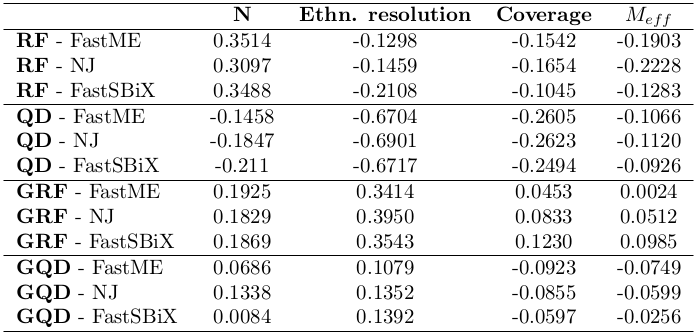 N Ethn. resolution Coverage M_eff
RF - FastME 0.3514 -0.1298 -0.1542 -0.1903
RF - NJ 0.3097 -0.1459 -0.1654 -0.2228
RF - FastSBiX 0.3488 -0.2108 -0.1045 -0.1283
QD - FastME -0.1458 -0.6704 -0.2605 -0.1066
QD - NJ -0.1847 -0.6901 -0.2623 -0.1120
QD - FastSBiX -0.211 -0.6717 -0.2494 -0.0926
GRF - FastME 0.1925 0.3414 0.0453 0.0024
GRF - NJ 0.1829 0.3950 0.0833 0.0512
GRF - FastSBiX 0.1869 0.3543 0.1230 0.0985
GQD - FastME 0.0686 0.1079 -0.0923 -0.0749
GQD - NJ 0.1338 0.1352 -0.0855 -0.0599
GQD - FastSBiX 0.0084 0.1392 -0.0597 -0.0256